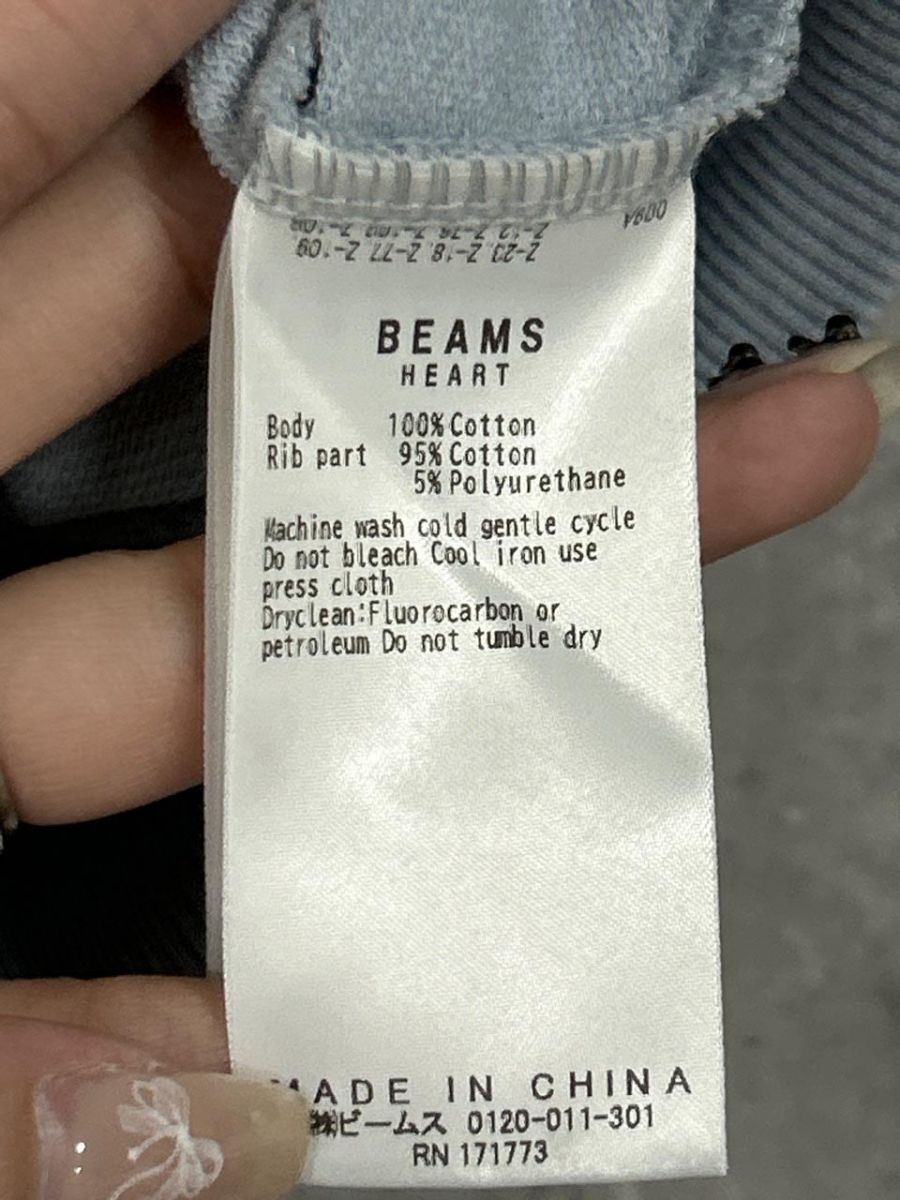 BEAMS
HEART
Body 100% Cotton
Rib part 95% Cotton
5% Polyurethane
Machine wash cold gentle cycle
Do not bleach Cool iron use
press cloth
Dryclean:Fluorocarbon or
petroleum Do not tumble dry
MADE IN CHINA
㈱ビームス 0120-011-301
RN 171773